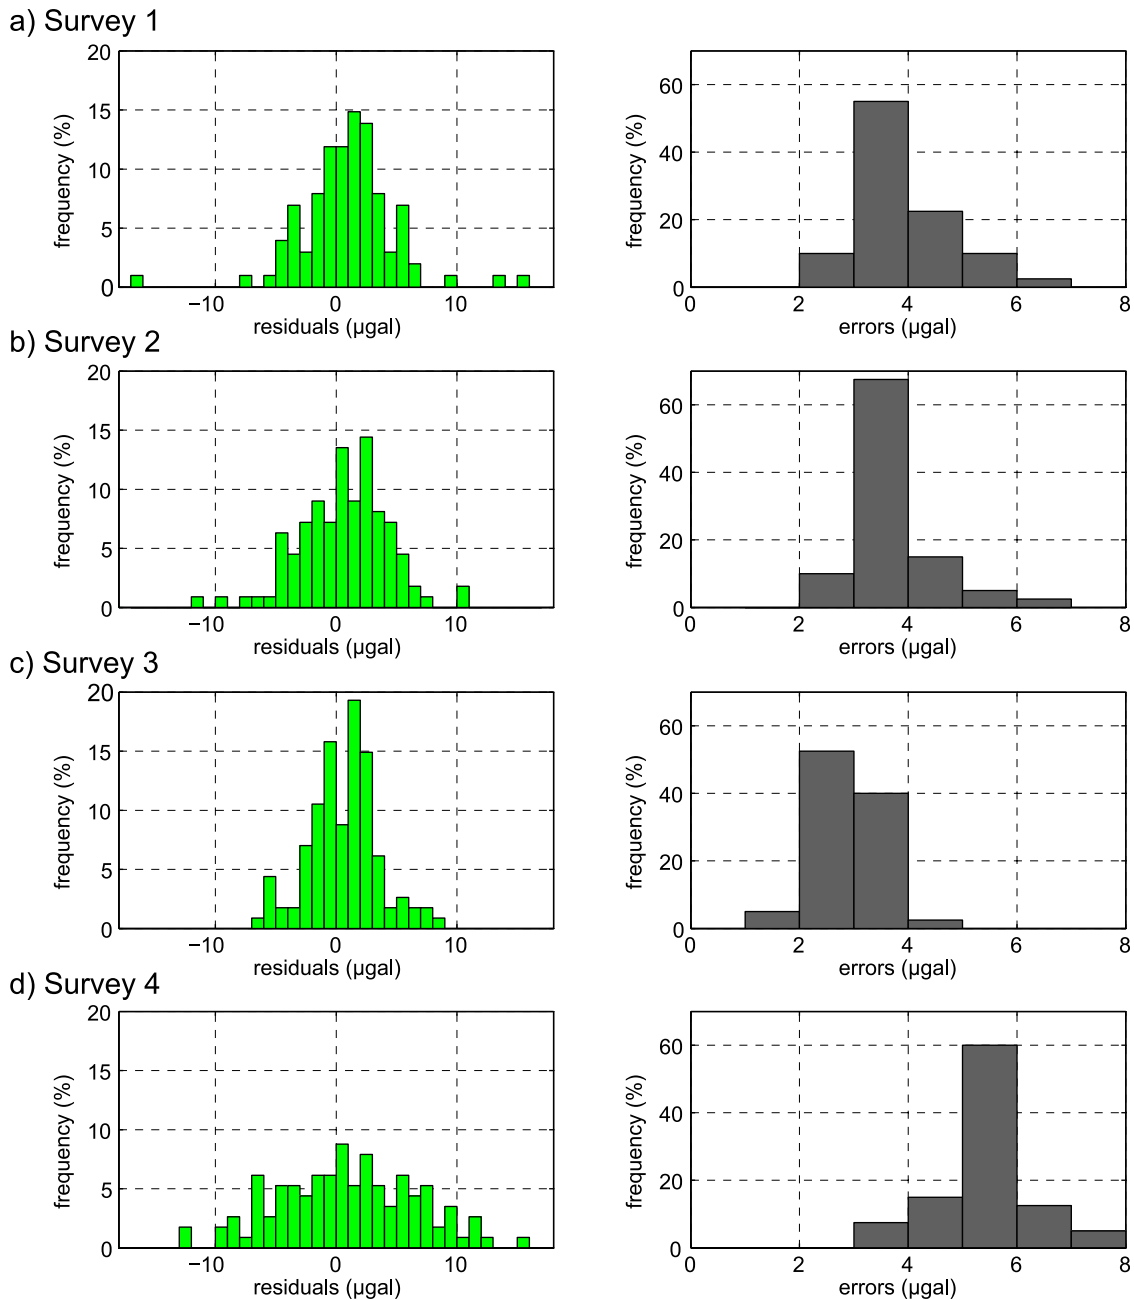 a) Survey 1
20
15
10
5
0
frequency (%)
−10 0 10
residuals (µgal)
60
40
20
0
frequency (%)
0 2 4 6 8
errors (µgal)
b) Survey 2
20
15
10
5
0
frequency (%)
−10 0 10
residuals (µgal)
60
40
20
0
frequency (%)
0 2 4 6 8
errors (µgal)
c) Survey 3
20
15
10
5
0
frequency (%)
−10 0 10
residuals (µgal)
60
40
20
0
frequency (%)
0 2 4 6 8
errors (µgal)
d) Survey 4
20
15
10
5
0
frequency (%)
−10 0 10
residuals (µgal)
60
40
20
0
frequency (%)
0 2 4 6 8
errors (µgal)